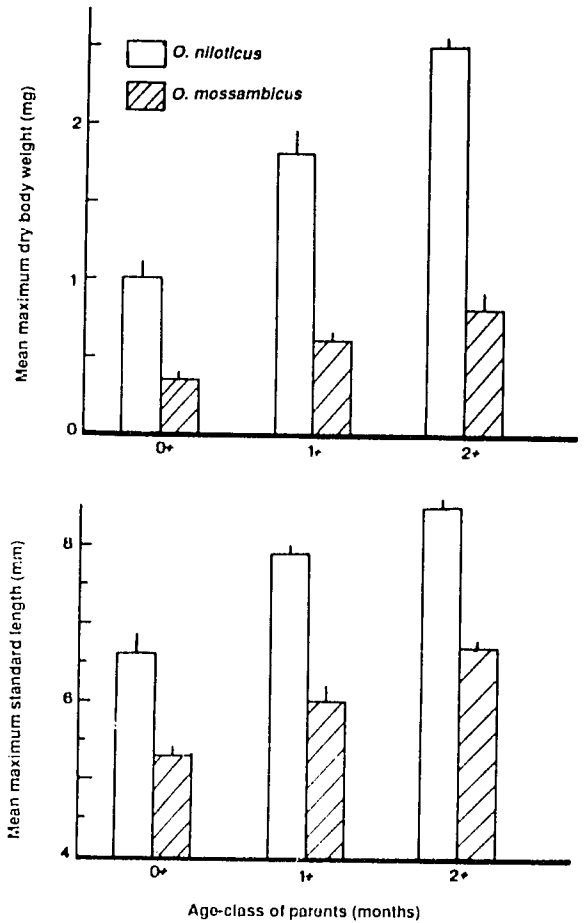 O. niloticus
O. mossambicus
Mean maximum dry body weight (mg)
2
1
0
0+
1+
2+
Mean maximum standard length (mm)
8
6
4
0+
1+
2+
Age-class of parents (months)